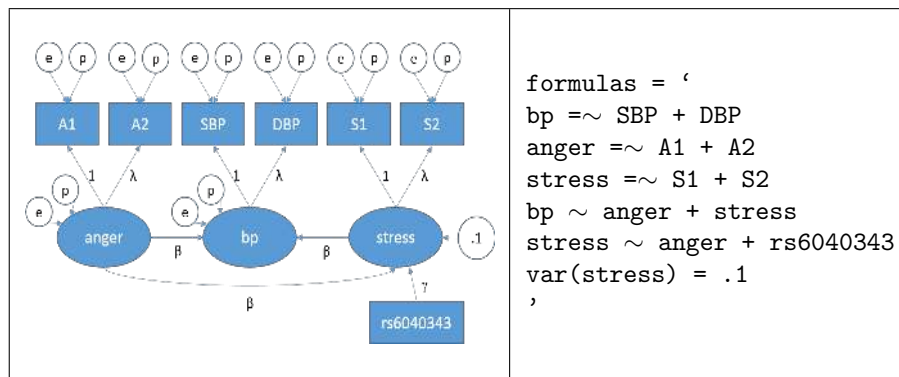 e p e p e p e p e p e p
A1 A2 SBP DBP S1 S2
1 λ 1 λ 1 λ
p p
e e
anger bp stress .1
β β
β
γ
rs6040343
formulas = ‘
bp =∼ SBP + DBP
anger =∼ A1 + A2
stress =∼ S1 + S2
bp ∼ anger + stress
stress ∼ anger + rs6040343
var(stress) = .1
’